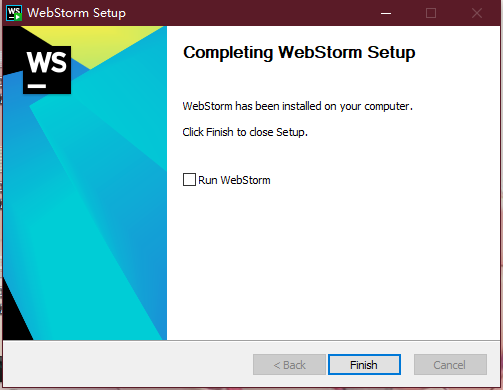 WS WebStorm Setup
WS
Completing WebStorm Setup
WebStorm has been installed on your computer.
Click Finish to close Setup.
Run WebStorm
< Back Finish Cancel